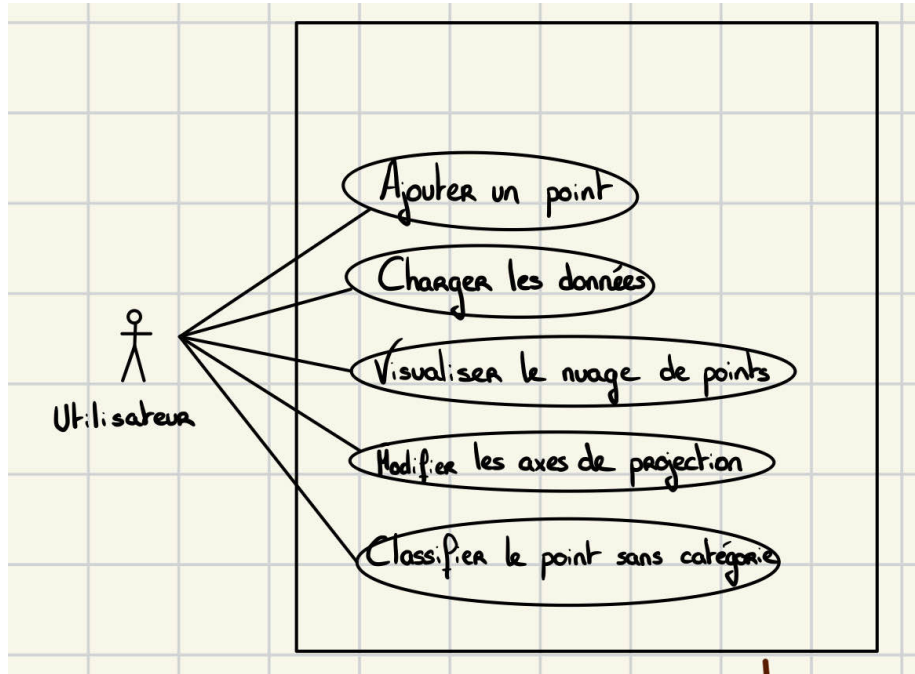 Ajouter un point
Charger les données
Visualiser le nuage de points
Utilisateur
Modifier les axes de projection
Classifier le point sans catégorie